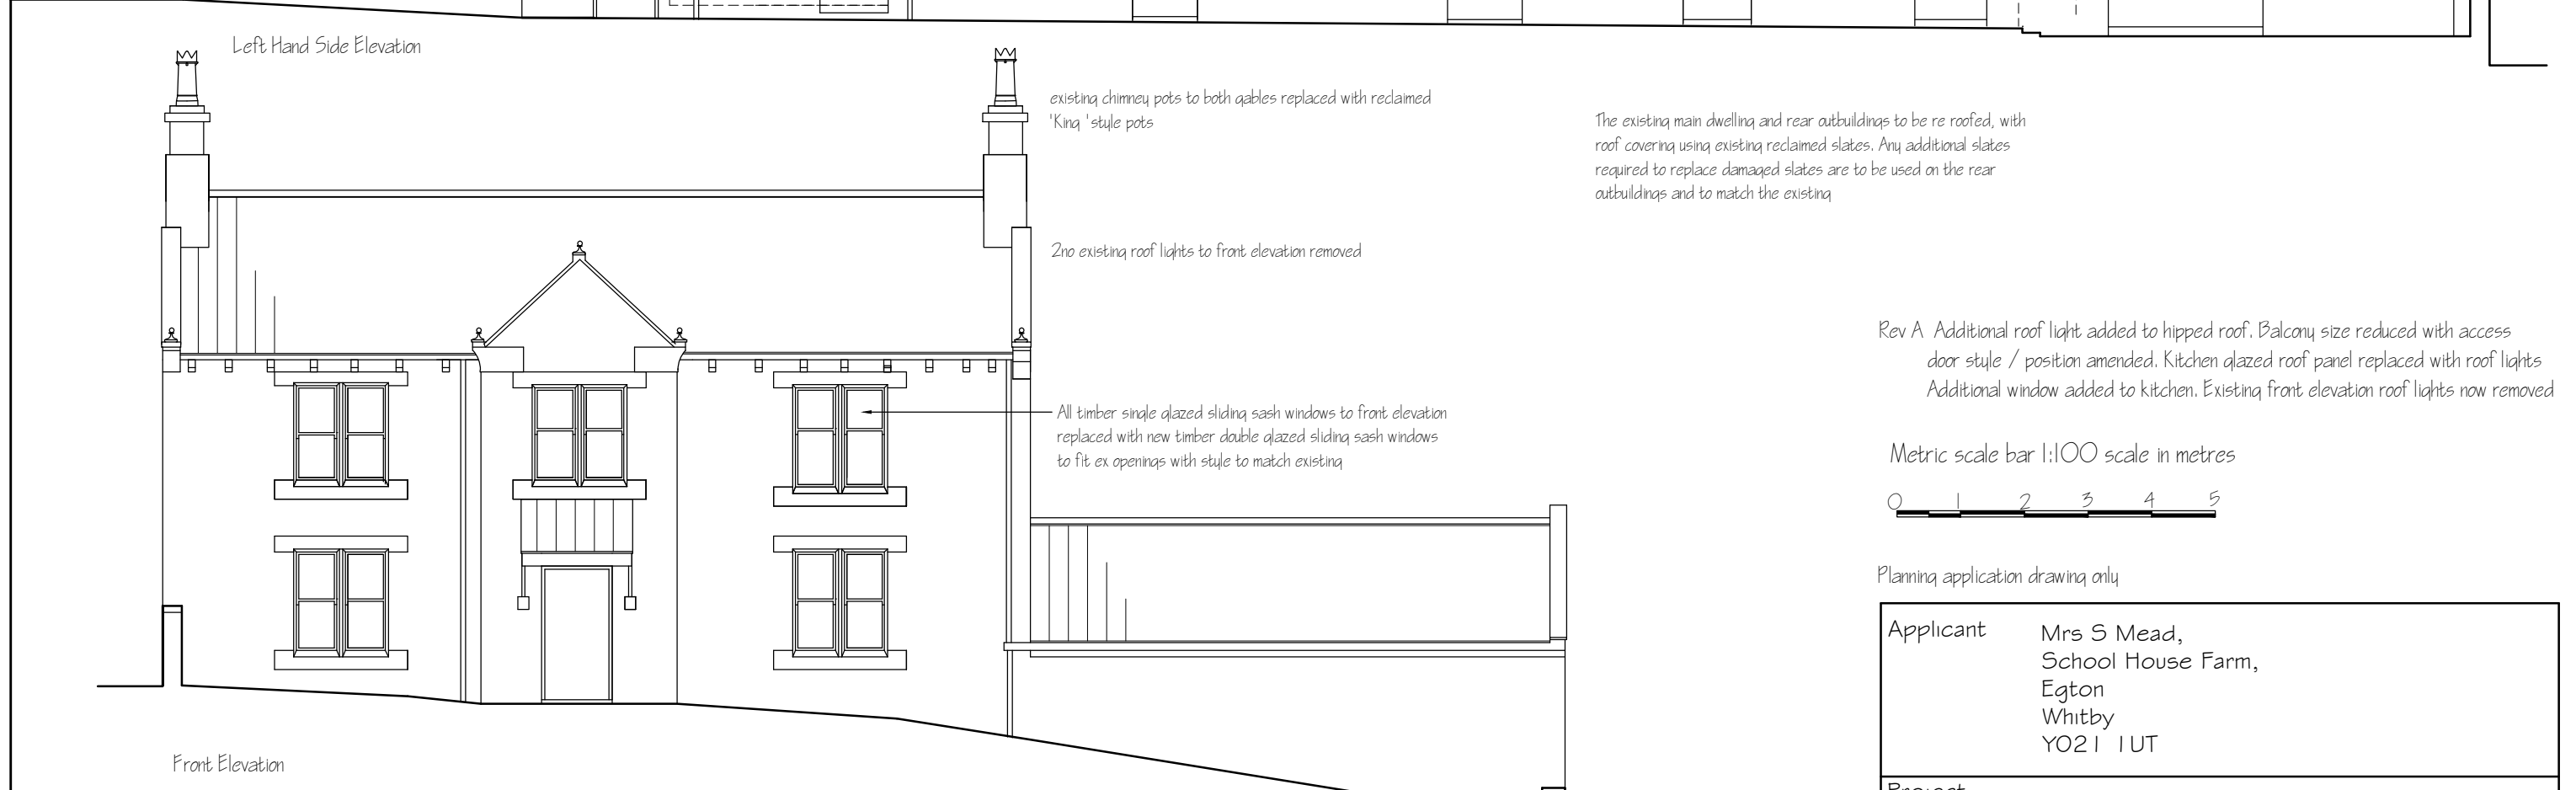 Left Hand Side Elevation
existing chimney pots to both gables replaced with reclaimed
'King 'style pots
The existing main dwelling and rear outbuildings to be re roofed, with
roof covering using existing reclaimed slates. Any additional slates
required to replace damaged slates are to be used on the rear
outbuildings and to match the existing
2no existing roof lights to front elevation removed
Rev A Additional roof light added to hipped roof. Balcony size reduced with access
door style / position amended. Kitchen glazed roof panel replaced with roof lights
Additional window added to kitchen. Existing front elevation roof lights now removed
All timber single glazed sliding sash windows to front elevation
replaced with new timber double glazed sliding sash windows
to fit ex openings with style to match existing
Metric scale bar 1:100 scale in metres
0 1 2 3 4 5
Planning application drawing only
Applicant
Mrs S Mead,
School House Farm,
Egton
Whitby
YO21 1UT
Front Elevation
Project